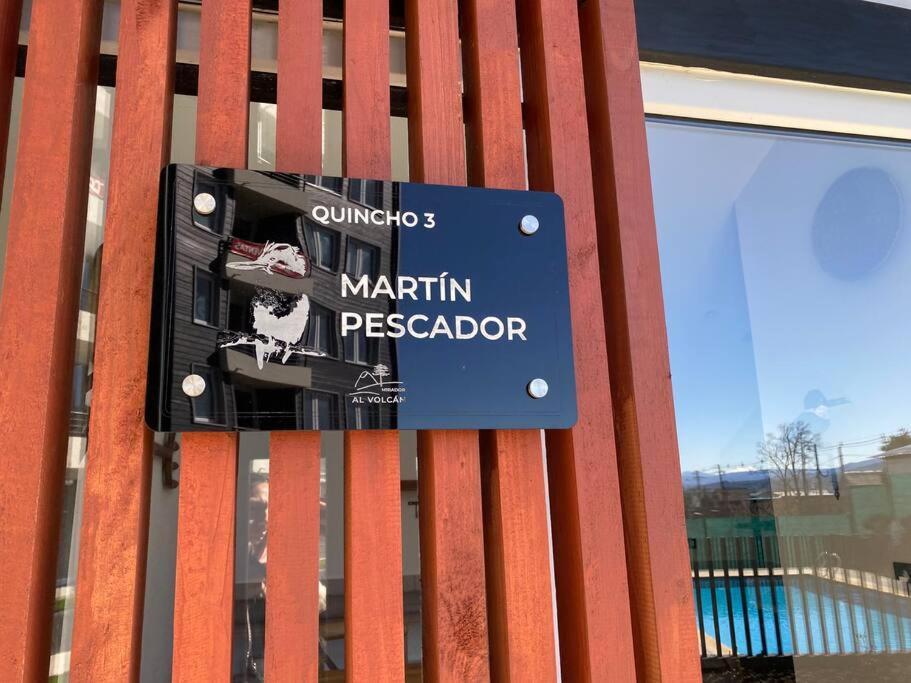 QUINCHO 3
MARTÍN
PESCADOR
MIRADOR
AL VOLCÁN